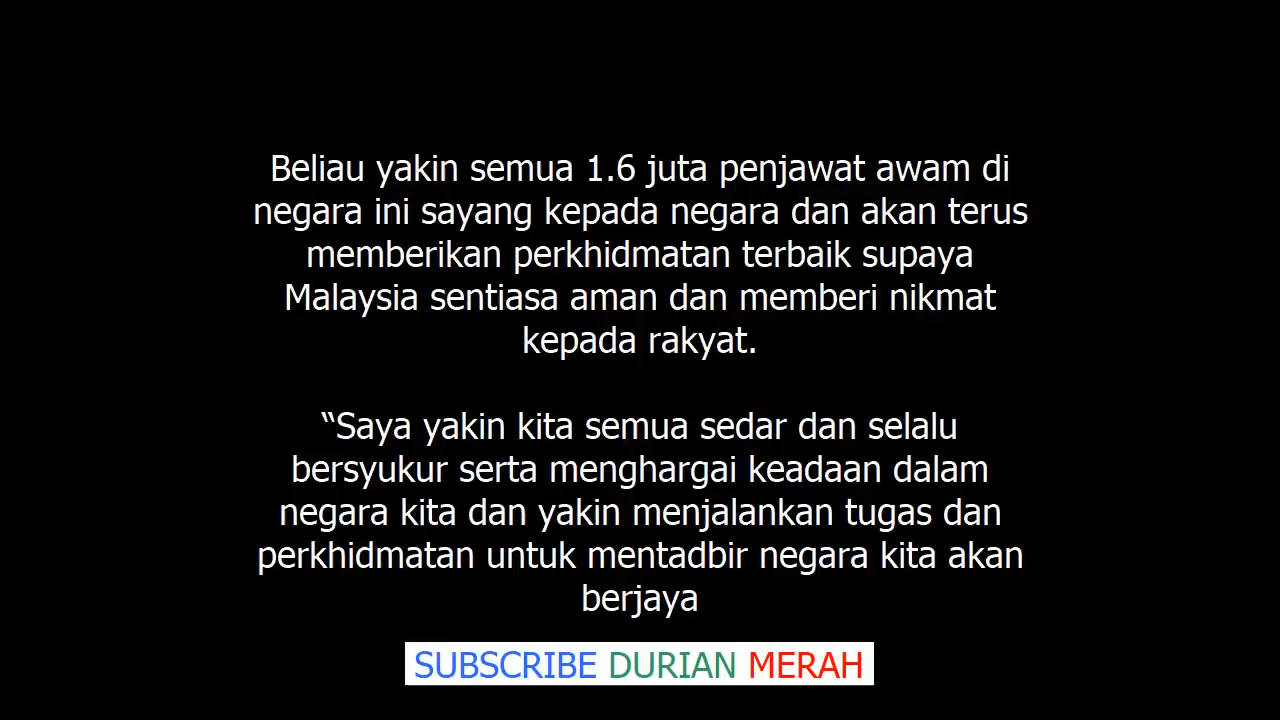 Beliau yakin semua 1.6 juta penjawat awam di
negara ini sayang kepada negara dan akan terus
memberikan perkhidmatan terbaik supaya
Malaysia sentiasa aman dan memberi nikmat
kepada rakyat.
“Saya yakin kita semua sedar dan selalu
bersyukur serta menghargai keadaan dalam
negara kita dan yakin menjalankan tugas dan
perkhidmatan untuk mentadbir negara kita akan
berjaya
SUBSCRIBE DURIAN MERAH